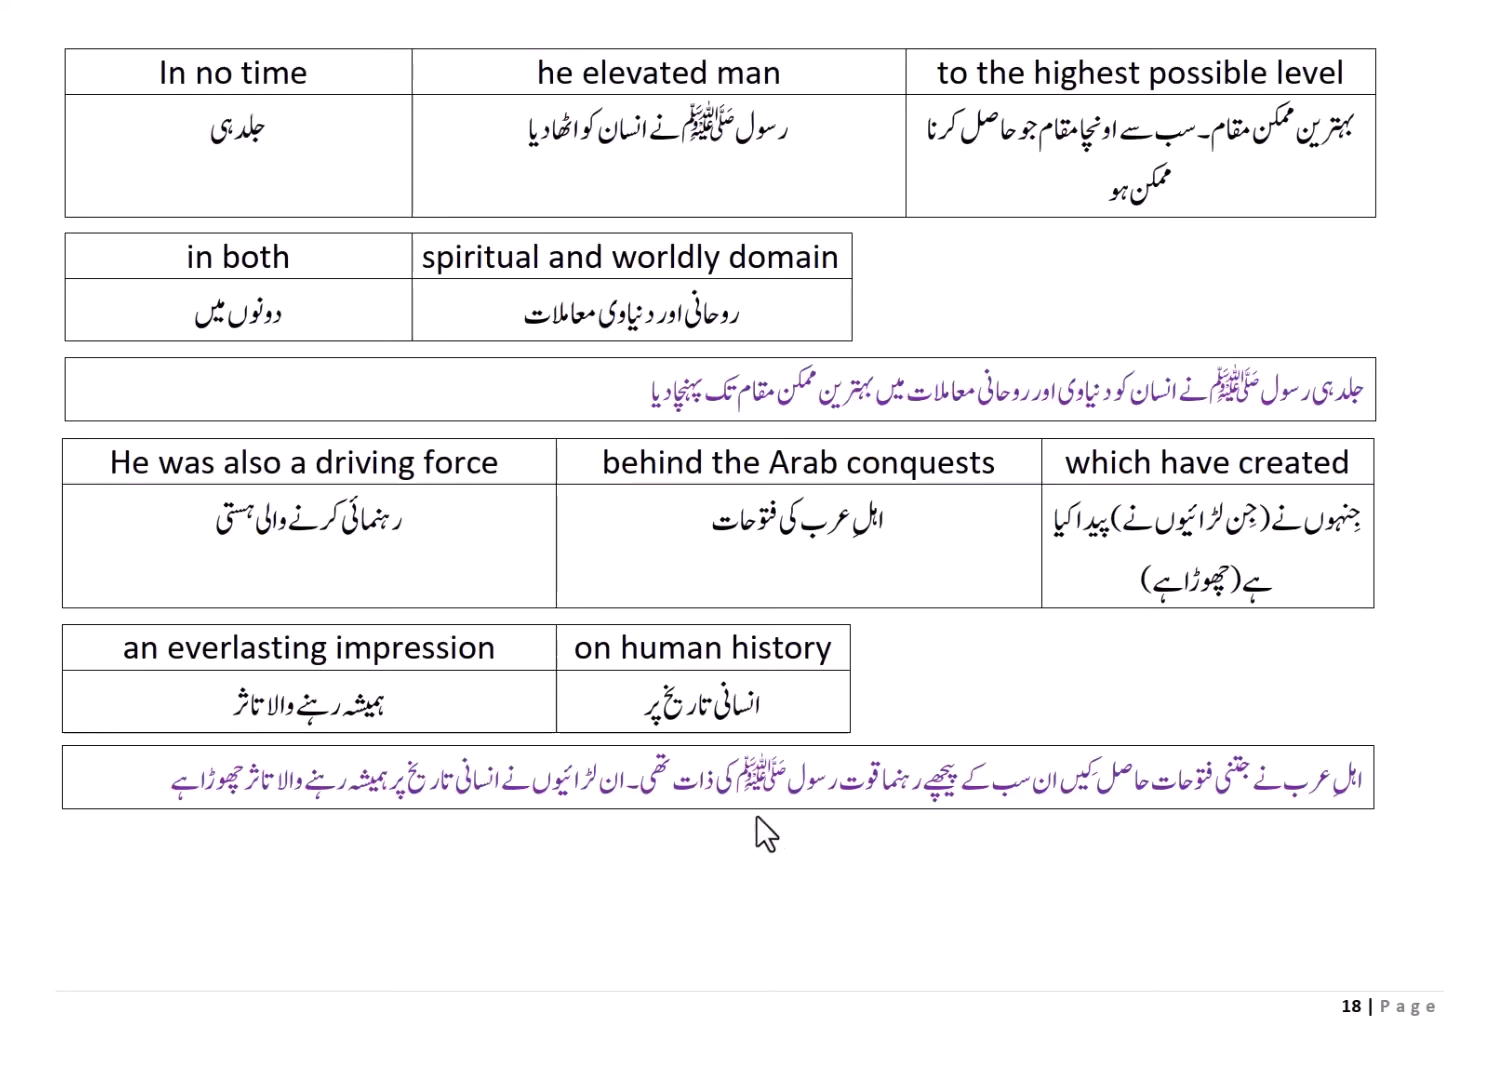 In no time
he elevated man
to the highest possible level
جلد ہی
رسول ﷺ نے انسان کو اٹھا دیا
بہترین ممکن مقام۔ سب سے اونچا مقام جو حاصل کرنا
ممکن ہو
in both
spiritual and worldly domain
دونوں میں
روحانی اور دنیاوی معاملات
جلد ہی رسول ﷺ نے انسان کو دنیاوی اور روحانی معاملات میں بہترین ممکن مقام تک پہنچا دیا
He was also a driving force
behind the Arab conquests
which have created
رہنمائی کرنے والی ہستی
اہلِ عرب کی فتوحات
جِنہوں نے (جِن لڑائیوں نے) پیدا کیا
ہے (چھوڑا ہے)
an everlasting impression
on human history
ہمیشہ رہنے والا تاثر
انسانی تاریخ پر
اہلِ عرب نے جتنی فتوحات حاصل کِیں ان سب کے پیچھے رہنما قوت رسول ﷺ کی ذات تھی۔ ان لڑائیوں نے انسانی تاریخ پر ہمیشہ رہنے والا تاثر چھوڑا ہے
18 | Page